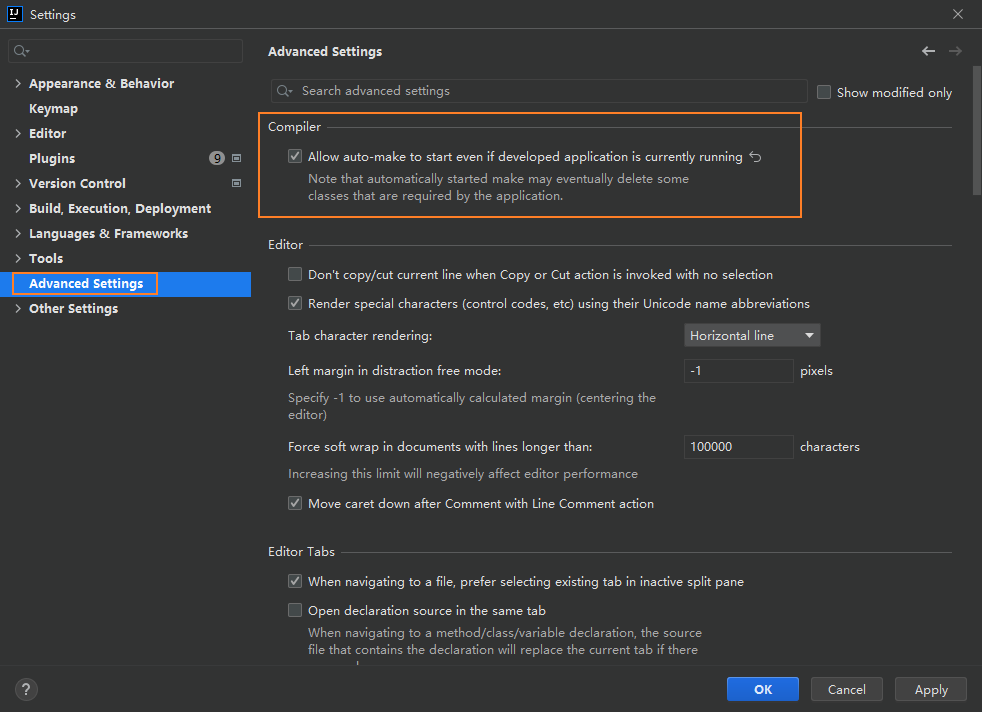 IJ
Settings
Advanced Settings
Search advanced settings
Show modified only
Appearance & Behavior
Keymap
Editor
Plugins
9
Version Control
Build, Execution, Deployment
Languages & Frameworks
Tools
Advanced Settings
Other Settings
Compiler
Allow auto-make to start even if developed application is currently running
Note that automatically started make may eventually delete some
classes that are required by the application.
Editor
Don't copy/cut current line when Copy or Cut action is invoked with no selection
Render special characters (control codes, etc) using their Unicode name abbreviations
Tab character rendering:
Horizontal line
Left margin in distraction free mode:
-1
pixels
Specify -1 to use automatically calculated margin (centering the
editor)
Force soft wrap in documents with lines longer than:
100000
characters
Increasing this limit will negatively affect editor performance
Move caret down after Comment with Line Comment action
Editor Tabs
When navigating to a file, prefer selecting existing tab in inactive split pane
Open declaration source in the same tab
When navigating to a method/class/variable declaration, the source
file that contains the declaration will replace the current tab if there
?
OK
Cancel
Apply